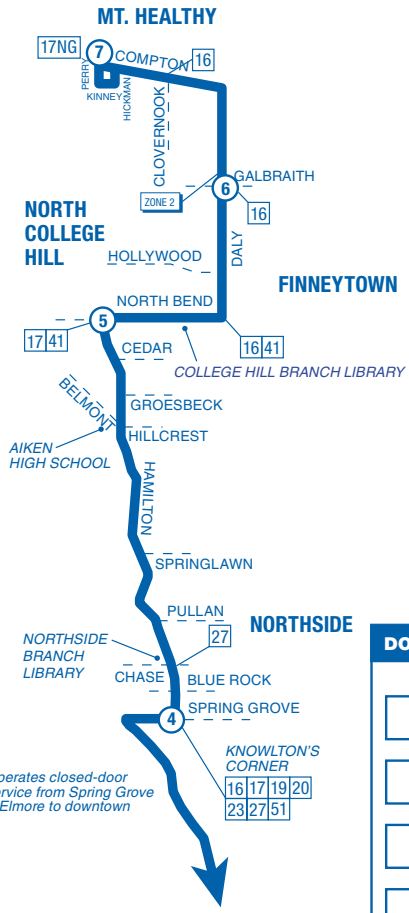 MT. HEALTHY
17NG
7
COMPTON
16
PERRY
KINNEY
HICKMAN
CLOVERNOOK
ZONE 2
6
GALBRAITH
16
NORTH
COLLEGE
HILL
DALY
HOLLYWOOD
FINNEYTOWN
NORTH BEND
5
17 41
16 41
CEDAR
COLLEGE HILL BRANCH LIBRARY
BELMONT
GROESBECK
HILLCREST
AIKEN
HIGH SCHOOL
HAMILTON
SPRINGLAWN
PULLAN
NORTHSIDE
27
NORTHSIDE
BRANCH
LIBRARY
CHASE
BLUE ROCK
SPRING GROVE
4
KNOWLTON'S
CORNER
16 17 19 20
23 27 51
perates closed-door
rvice from Spring Grove
Elmore to downtown
DO